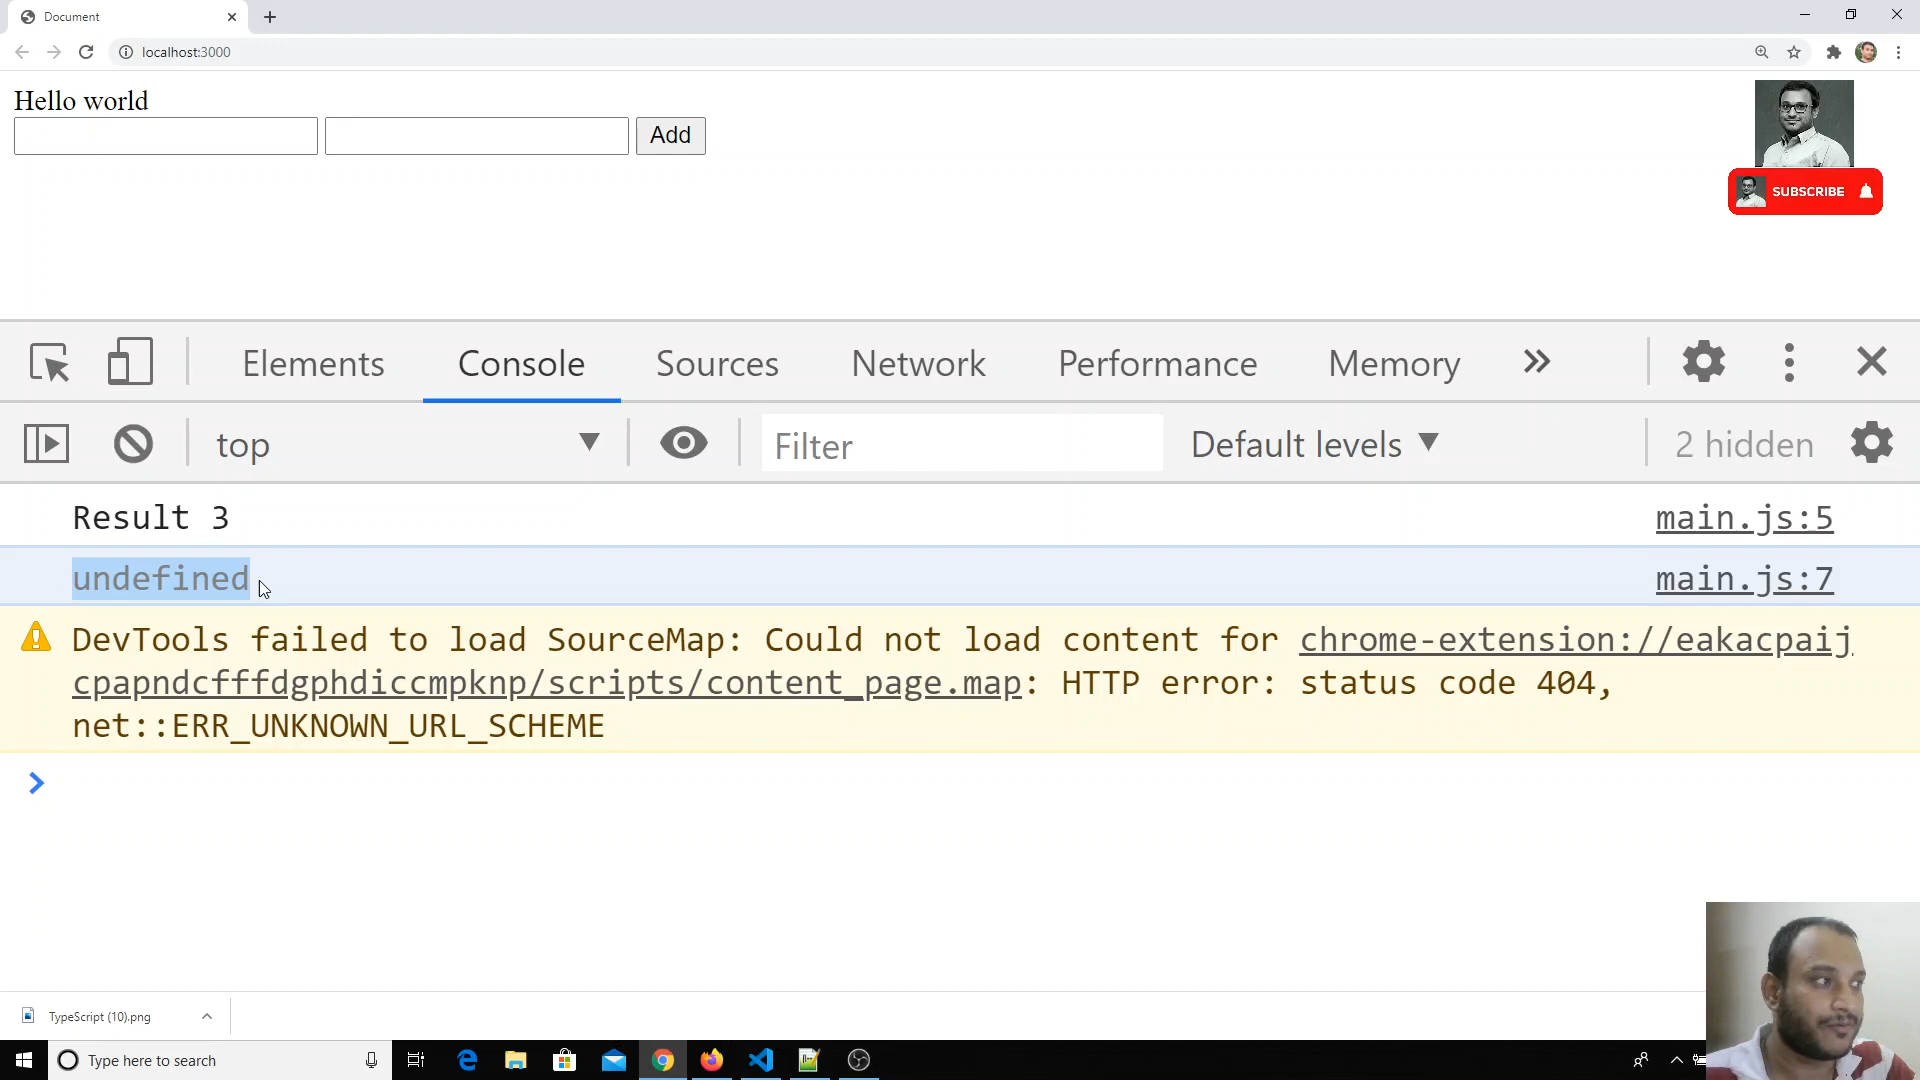 Document
localhost:3000
Hello world
Add
SUBSCRIBE
Elements Console Sources Network Performance Memory
top Filter Default levels 2 hidden
Result 3 main.js:5
undefined main.js:7
DevTools failed to load SourceMap: Could not load content for chrome-extension://eakacpaij
cpapndcfffdgphdiccmpknp/scripts/content_page.map: HTTP error: status code 404,
net::ERR_UNKNOWN_URL_SCHEME
TypeScript (10).png
Type here to search